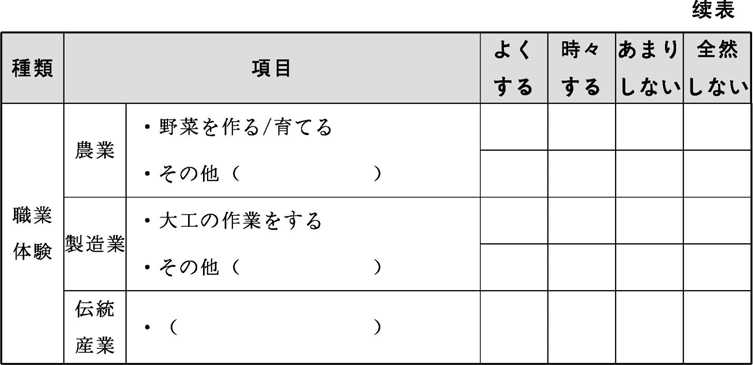 续表
種類 項目 よくする 時々する あまりしない 全然しない
職業体験 農業 ・野菜を作る/育てる
・その他（ ）
製造業 ・大工の作業をする
・その他（ ）
伝統産業 ・（ ）